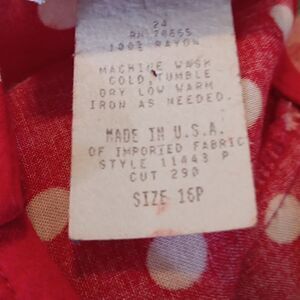 24
RN 78655
100% RAYON
MACHINE WASH
COLD, TUMBLE
DRY LOW WARM
IRON AS NEEDED.
MADE IN U.S.A.
OF IMPORTED FABRIC
STYLE 11443 P
CUT 290
SIZE 16P